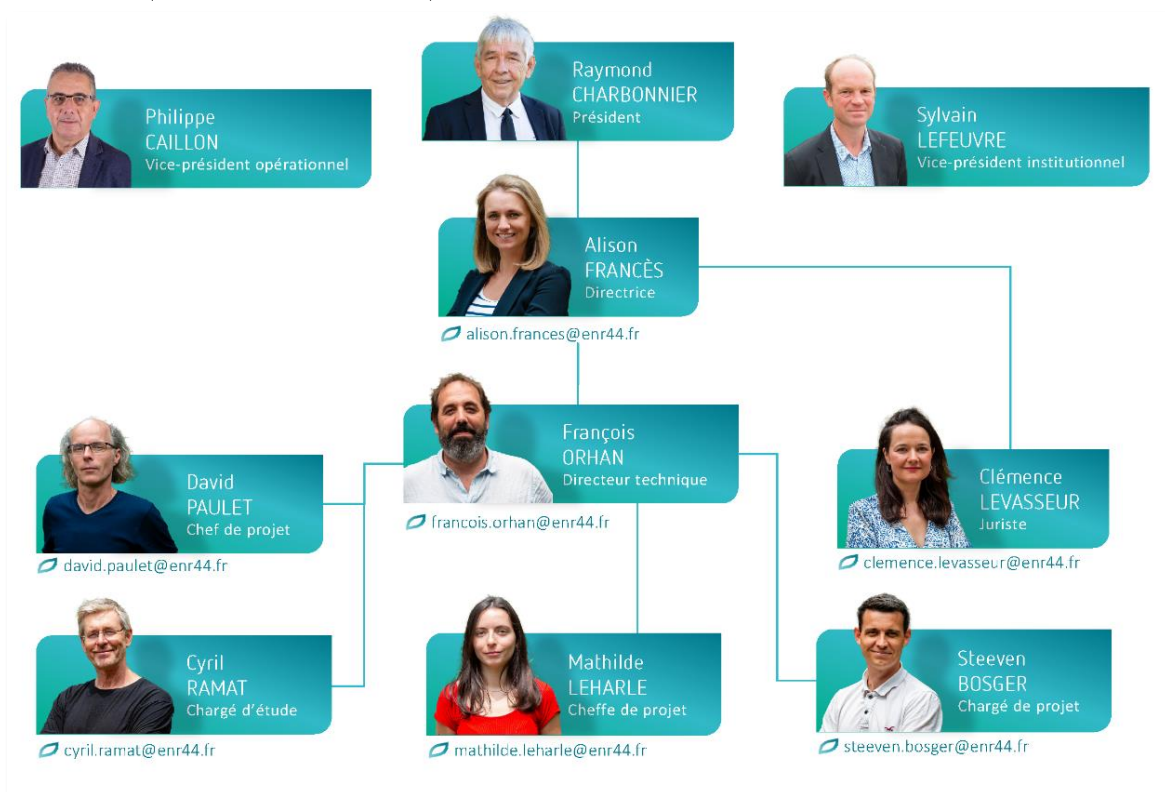 Philippe
CAILLON
Vice-président opérationnel
Raymond
CHARBONNIER
Président
Sylvain
LEFEUVRE
Vice-président institutionnel
Alison
FRANCÈS
Directrice
alison.frances@enr44.fr
François
ORHAN
Directeur technique
francois.orhan@enr44.fr
David
PAULET
Chef de projet
david.paulet@enr44.fr
Clémence
LEVASSEUR
Juriste
clemence.levasseur@enr44.fr
Cyril
RAMAT
Chargé d'étude
cyril.ramat@enr44.fr
Mathilde
LEHARLE
Cheffe de projet
mathilde.leharle@enr44.fr
Steeven
BOSGER
Chargé de projet
steeven.bosger@enr44.fr